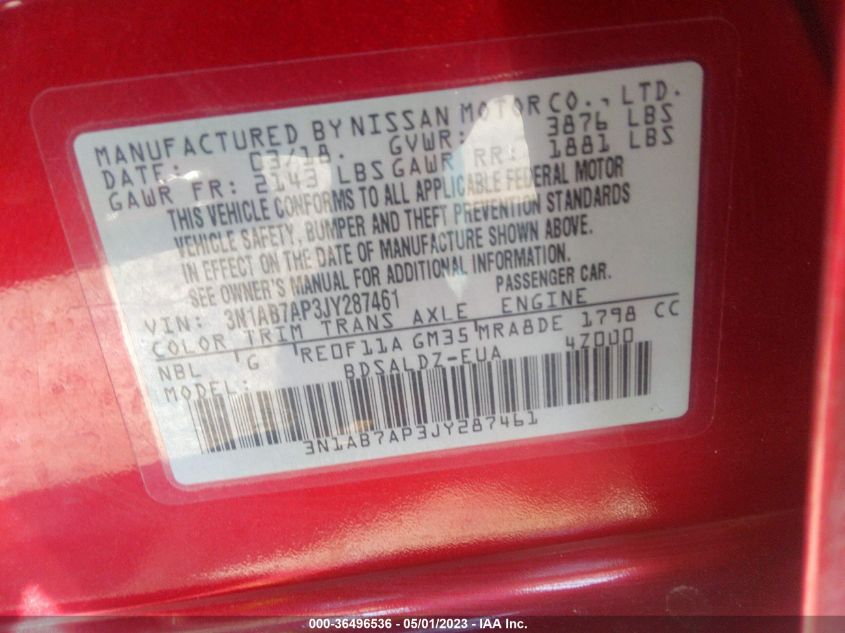 MANUFACTURED BY NISSAN MOTOR CO., LTD.
DATE: 03/18. GVWR: 3876 LBS
GAWR FR: 2143 LBS GAWR RR: 1881 LBS
THIS VEHICLE CONFORMS TO ALL APPLICABLE FEDERAL MOTOR
VEHICLE SAFETY, BUMPER AND THEFT PREVENTION STANDARDS
IN EFFECT ON THE DATE OF MANUFACTURE SHOWN ABOVE.
SEE OWNER'S MANUAL FOR ADDITIONAL INFORMATION.
VIN: 3N1AB7AP3JY287461 PASSENGER CAR.
COLOR TRIM TRANS AXLE ENGINE
NBL G RE0F11A GM35 MRA8DE 1798 CC
MODEL: BDSALDZ-EUA 4Z000
3N1AB7AP3JY287461
000-36496536 - 05/01/2023 - IAA Inc.